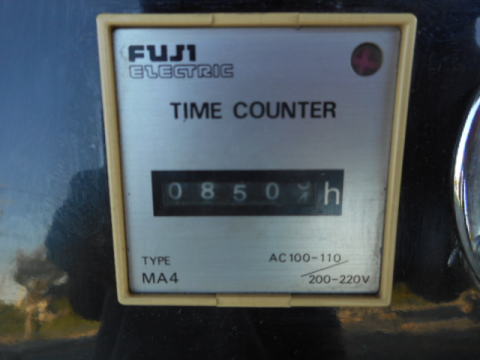 FUJI
ELECTRIC
TIME COUNTER
0850 h
TYPE
MA4
AC100-110
200-220V